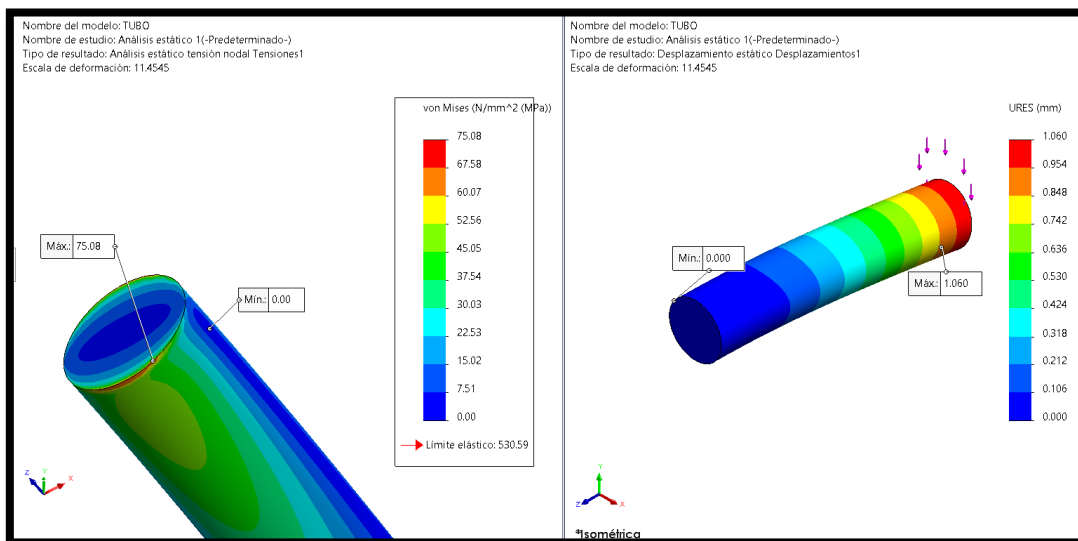 Nombre del modelo: TUBO
Nombre de estudio: Análisis estático 1(-Predeterminado-)
Tipo de resultado: Análisis estático tensión nodal Tensiones1
Escala de deformación: 11.4545
von Mises (N/mm^2 (MPa))
75.08
67.58
60.07
52.56
45.05
37.54
30.03
22.53
15.02
7.51
0.00
Límite elástico: 530.59
Máx.: 75.08
Mín.: 0.00
Z Y X
Nombre del modelo: TUBO
Nombre de estudio: Análisis estático 1(-Predeterminado-)
Tipo de resultado: Desplazamiento estático Desplazamientos1
Escala de deformación: 11.4545
URES (mm)
1.060
0.954
0.848
0.742
0.636
0.530
0.424
0.318
0.212
0.106
0.000
Mín.: 0.000
Máx.: 1.060
Y
Z X
*Isométrica